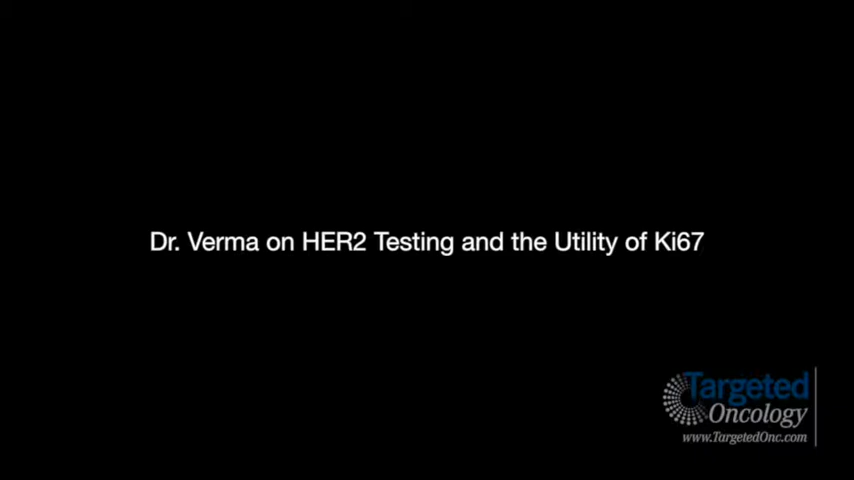 Dr. Verma on HER2 Testing and the Utility of Ki67
Targeted
Oncology
www.TargetedOnc.com